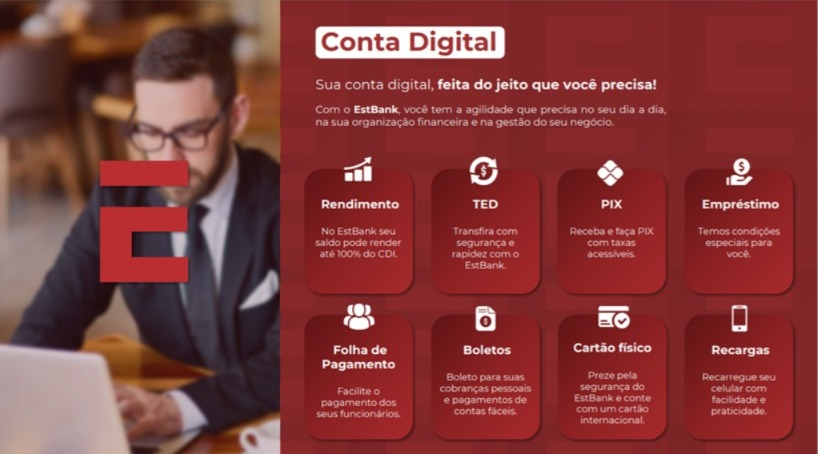 Conta Digital
Sua conta digital, feita do jeito que você precisa!
Com o EstBank, você tem a agilidade que precisa no seu dia a dia,
na sua organização financeira e na gestão do seu negócio.
Rendimento
No EstBank seu
saldo pode render
até 100% do CDI.
TED
Transfira com
segurança e
rapidez com o
EstBank.
PIX
Receba e faça PIX
com taxas
acessíveis.
Empréstimo
Temos condições
especiais para
você.
Folha de
Pagamento
Facilite o
pagamento dos
seus funcionários.
Boletos
Boleto para suas
cobranças pessoais
e pagamentos de
contas fáceis.
Cartão físico
Preze pela
segurança do
EstBank e conte
com um cartão
internacional.
Recargas
Recarregue seu
celular com
facilidade e
praticidade.